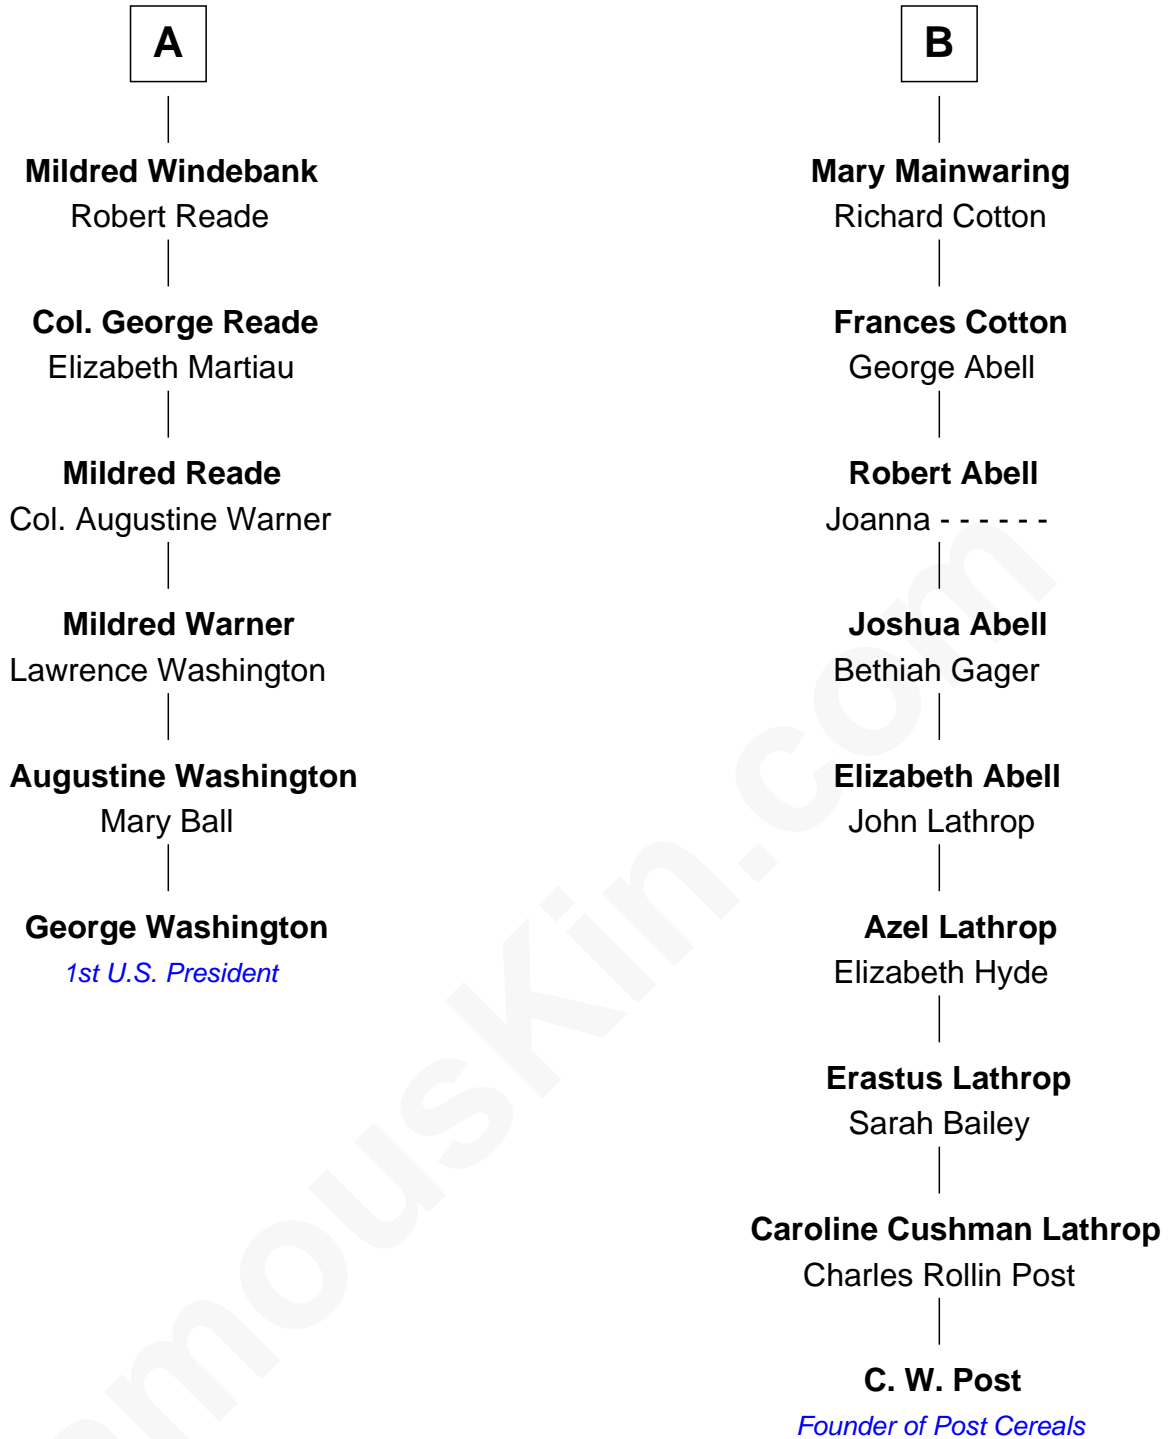 A
Mildred Windebank
Robert Reade
Col. George Reade
Elizabeth Martiau
Mildred Reade
Col. Augustine Warner
Mildred Warner
Lawrence Washington
Augustine Washington
Mary Ball
George Washington
1st U.S. President
B
Mary Mainwaring
Richard Cotton
Frances Cotton
George Abell
Robert Abell
Joanna - - - - - -
Joshua Abell
Bethiah Gager
Elizabeth Abell
John Lathrop
Azel Lathrop
Elizabeth Hyde
Erastus Lathrop
Sarah Bailey
Caroline Cushman Lathrop
Charles Rollin Post
C. W. Post
Founder of Post Cereals
amouskin.com